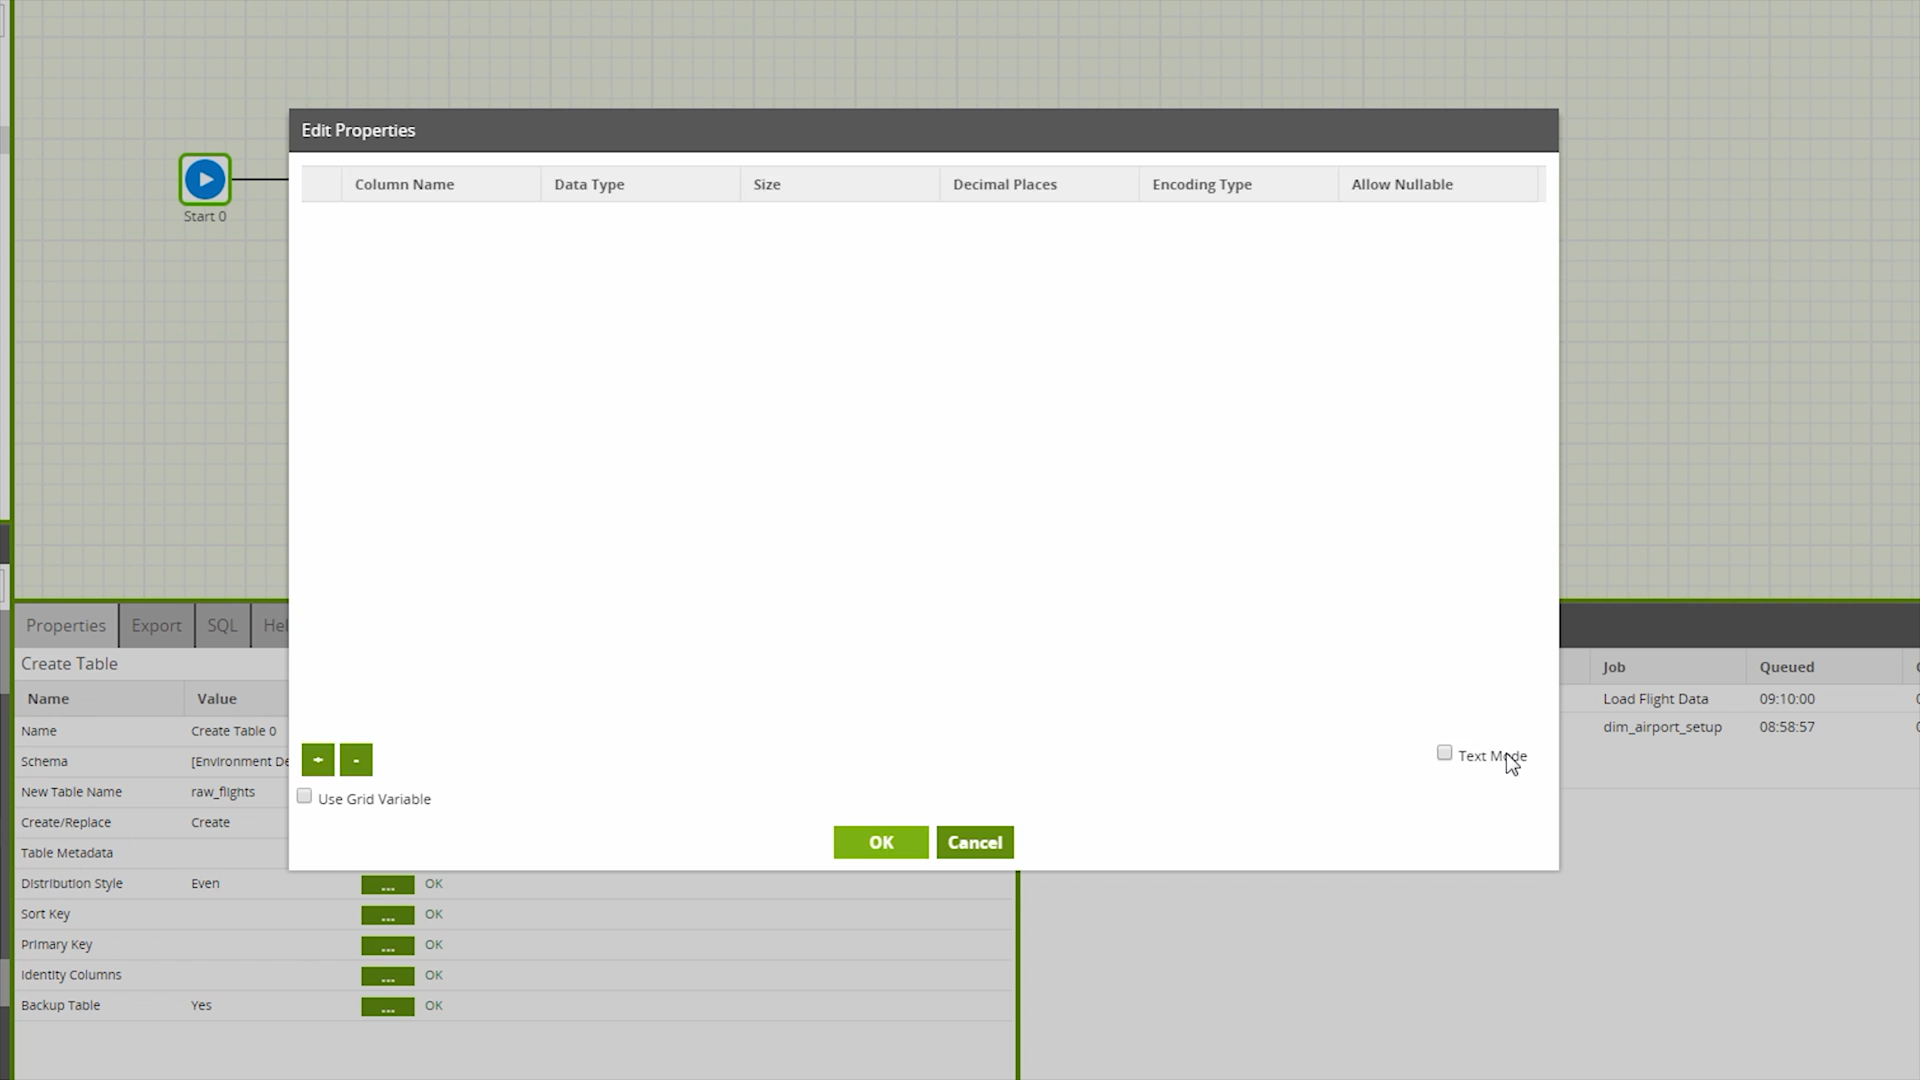 Edit Properties
Column Name Data Type Size Decimal Places Encoding Type Allow Nullable
Start 0
+ -
Text Mode
Use Grid Variable
OK Cancel
Properties Export SQL Hel
Create Table
Name Value
Name Create Table 0
Schema [Environment De
New Table Name raw_flights
Create/Replace Create
Table Metadata
Distribution Style Even ... OK
Sort Key ... OK
Primary Key ... OK
Identity Columns ... OK
Backup Table Yes ... OK
Job Queued
Load Flight Data 09:10:00
dim_airport_setup 08:58:57